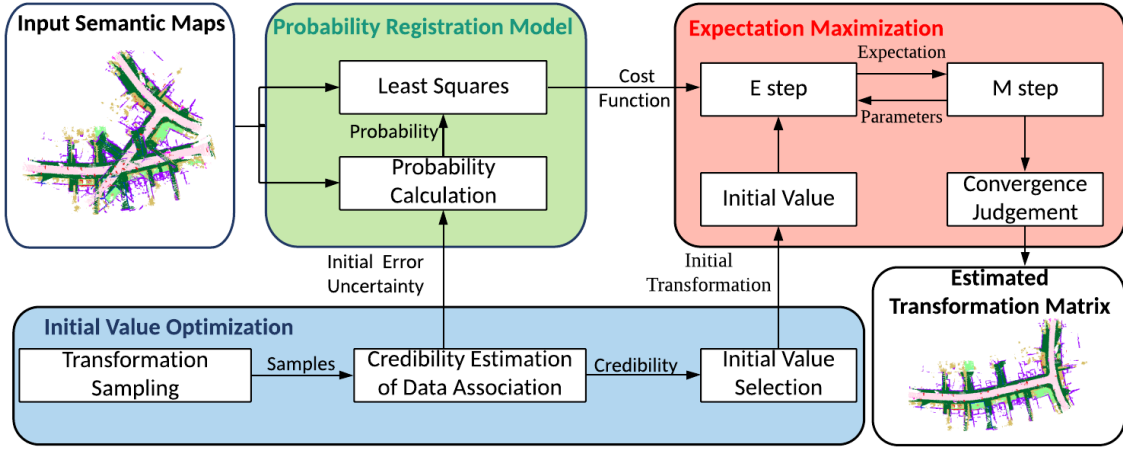 Input Semantic Maps
Probability Registration Model
Least Squares
Probability
Probability
Calculation
Cost
Function
Expectation Maximization
Expectation
E step
M step
Parameters
Initial Value
Convergence
Judgement
Initial Error
Uncertainty
Initial
Transformation
Estimated
Transformation Matrix
Initial Value Optimization
Transformation
Sampling
Samples
Credibility Estimation
of Data Association
Credibility
Initial Value
Selection